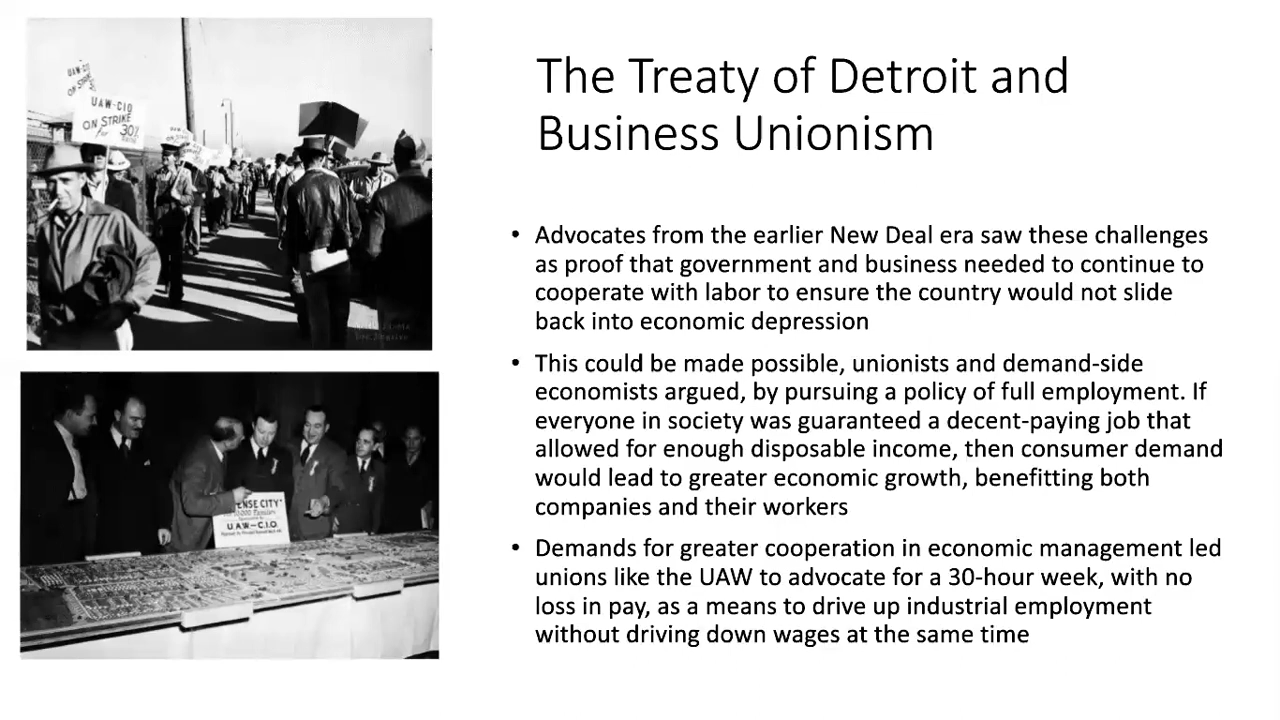 UAW-CIO
ON STRIKE
UAW-CIO
ON STRIKE
for 30%
The Treaty of Detroit and
Business Unionism
• Advocates from the earlier New Deal era saw these challenges
as proof that government and business needed to continue to
cooperate with labor to ensure the country would not slide
back into economic depression
• This could be made possible, unionists and demand-side
economists argued, by pursuing a policy of full employment. If
everyone in society was guaranteed a decent-paying job that
allowed for enough disposable income, then consumer demand
would lead to greater economic growth, benefitting both
companies and their workers
• Demands for greater cooperation in economic management led
unions like the UAW to advocate for a 30-hour week, with no
loss in pay, as a means to drive up industrial employment
without driving down wages at the same time
CITY"
U.A.W.-C.I.O.